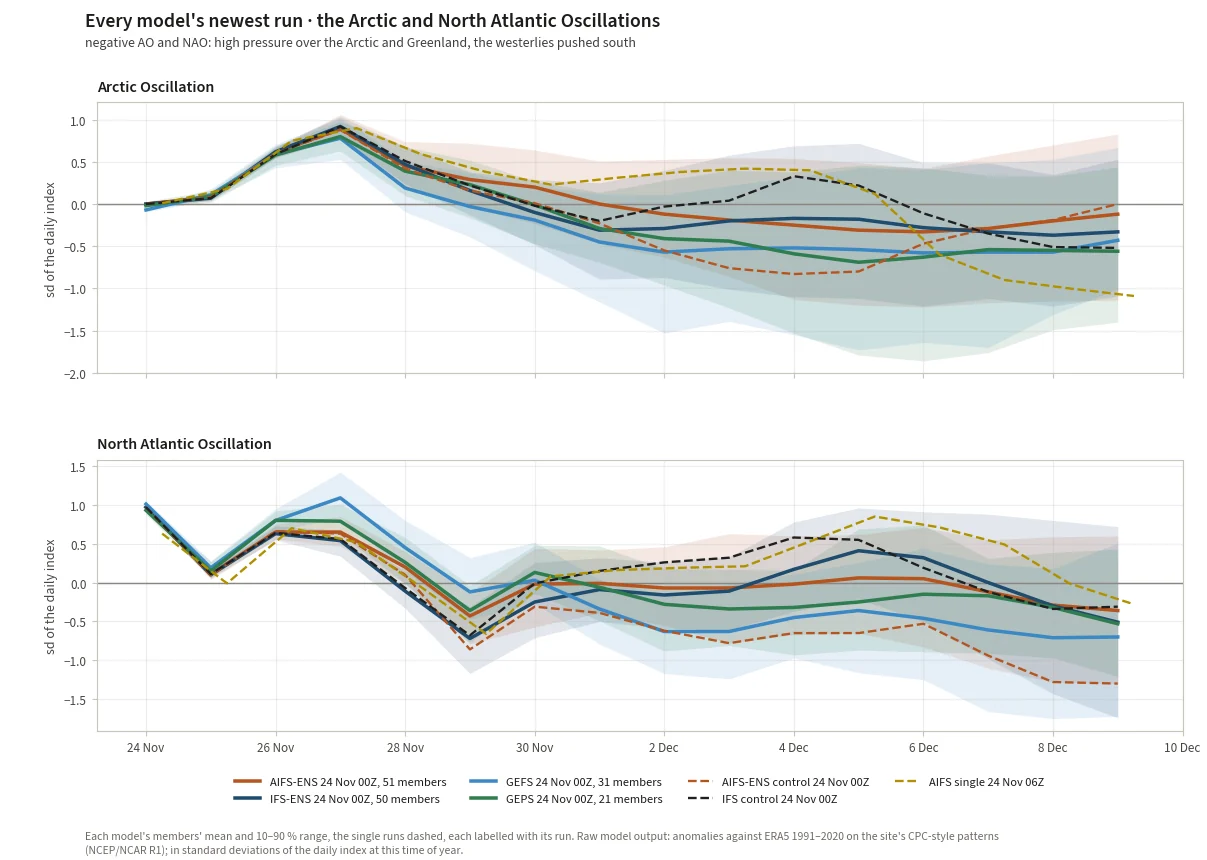 Every model's newest run · the Arctic and North Atlantic Oscillations
negative AO and NAO: high pressure over the Arctic and Greenland, the westerlies pushed south
Arctic Oscillation
sd of the daily index
1.0
0.5
0.0
−0.5
−1.0
−1.5
−2.0
North Atlantic Oscillation
sd of the daily index
1.5
1.0
0.5
0.0
−0.5
−1.0
−1.5
24 Nov 26 Nov 28 Nov 30 Nov 2 Dec 4 Dec 6 Dec 8 Dec 10 Dec
AIFS-ENS 24 Nov 00Z, 51 members GEFS 24 Nov 00Z, 31 members AIFS-ENS control 24 Nov 00Z AIFS single 24 Nov 06Z
IFS-ENS 24 Nov 00Z, 50 members GEPS 24 Nov 00Z, 21 members IFS control 24 Nov 00Z
Each model's members' mean and 10–90 % range, the single runs dashed, each labelled with its run. Raw model output: anomalies against ERA5 1991–2020 on the site's CPC-style patterns
(NCEP/NCAR R1); in standard deviations of the daily index at this time of year.